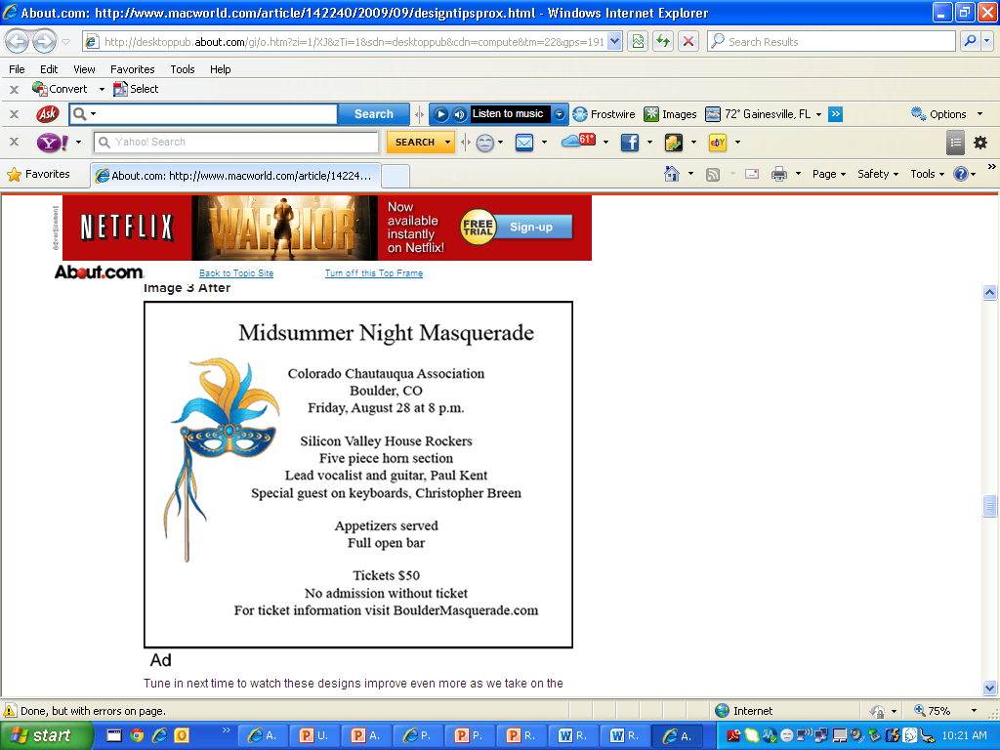 About.com: http://www.macworld.com/article/142240/2009/09/designtipsprox.html - Windows Internet Explorer
http://desktoppub.about.com/gi/o.htm?zi=1/XJ&zTi=1&sdn=desktoppub&cdn=compute&tm=22&gps=191
Search Results
File Edit View Favorites Tools Help
x Convert Select
x Ask Search Listen to music Frostwire Images 72° Gainesville, FL Options
x Y! Yahoo! Search SEARCH 61° f ebY
Favorites About.com: http://www.macworld.com/article/14224... Page Safety Tools
Advertisement
NETFLIX WARRIOR Now
available
instantly
on Netflix!
FREE
TRIAL
Sign-up
About.com Back to Topic Site Turn off this Top Frame
Image 3 After
Midsummer Night Masquerade
Colorado Chautauqua Association
Boulder, CO
Friday, August 28 at 8 p.m.
Silicon Valley House Rockers
Five piece horn section
Lead vocalist and guitar, Paul Kent
Special guest on keyboards, Christopher Breen
Appetizers served
Full open bar
Tickets $50
No admission without ticket
For ticket information visit BoulderMasquerade.com
Ad
Tune in next time to watch these designs improve even more as we take on the
Done, but with errors on page. Internet 75%
start A. U. A. P. P. R. R. R. A. 10:21 AM